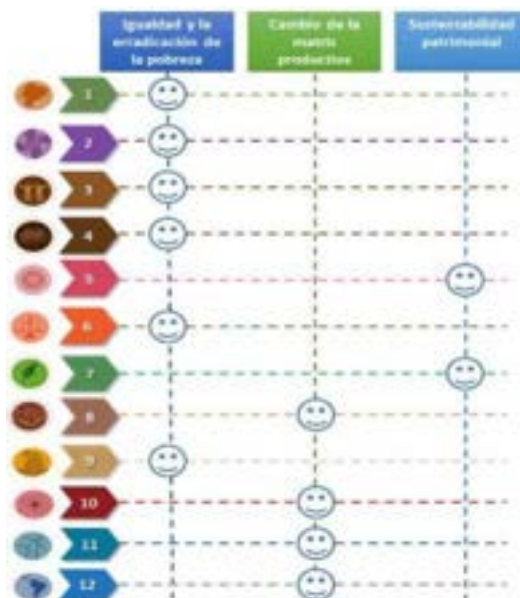 Igualdad y la
erradicación de
la pobreza
Cambio de la
matriz
productiva
Sustentabilidad
patrimonial
1
2
3
4
5
6
7
8
9
10
11
12